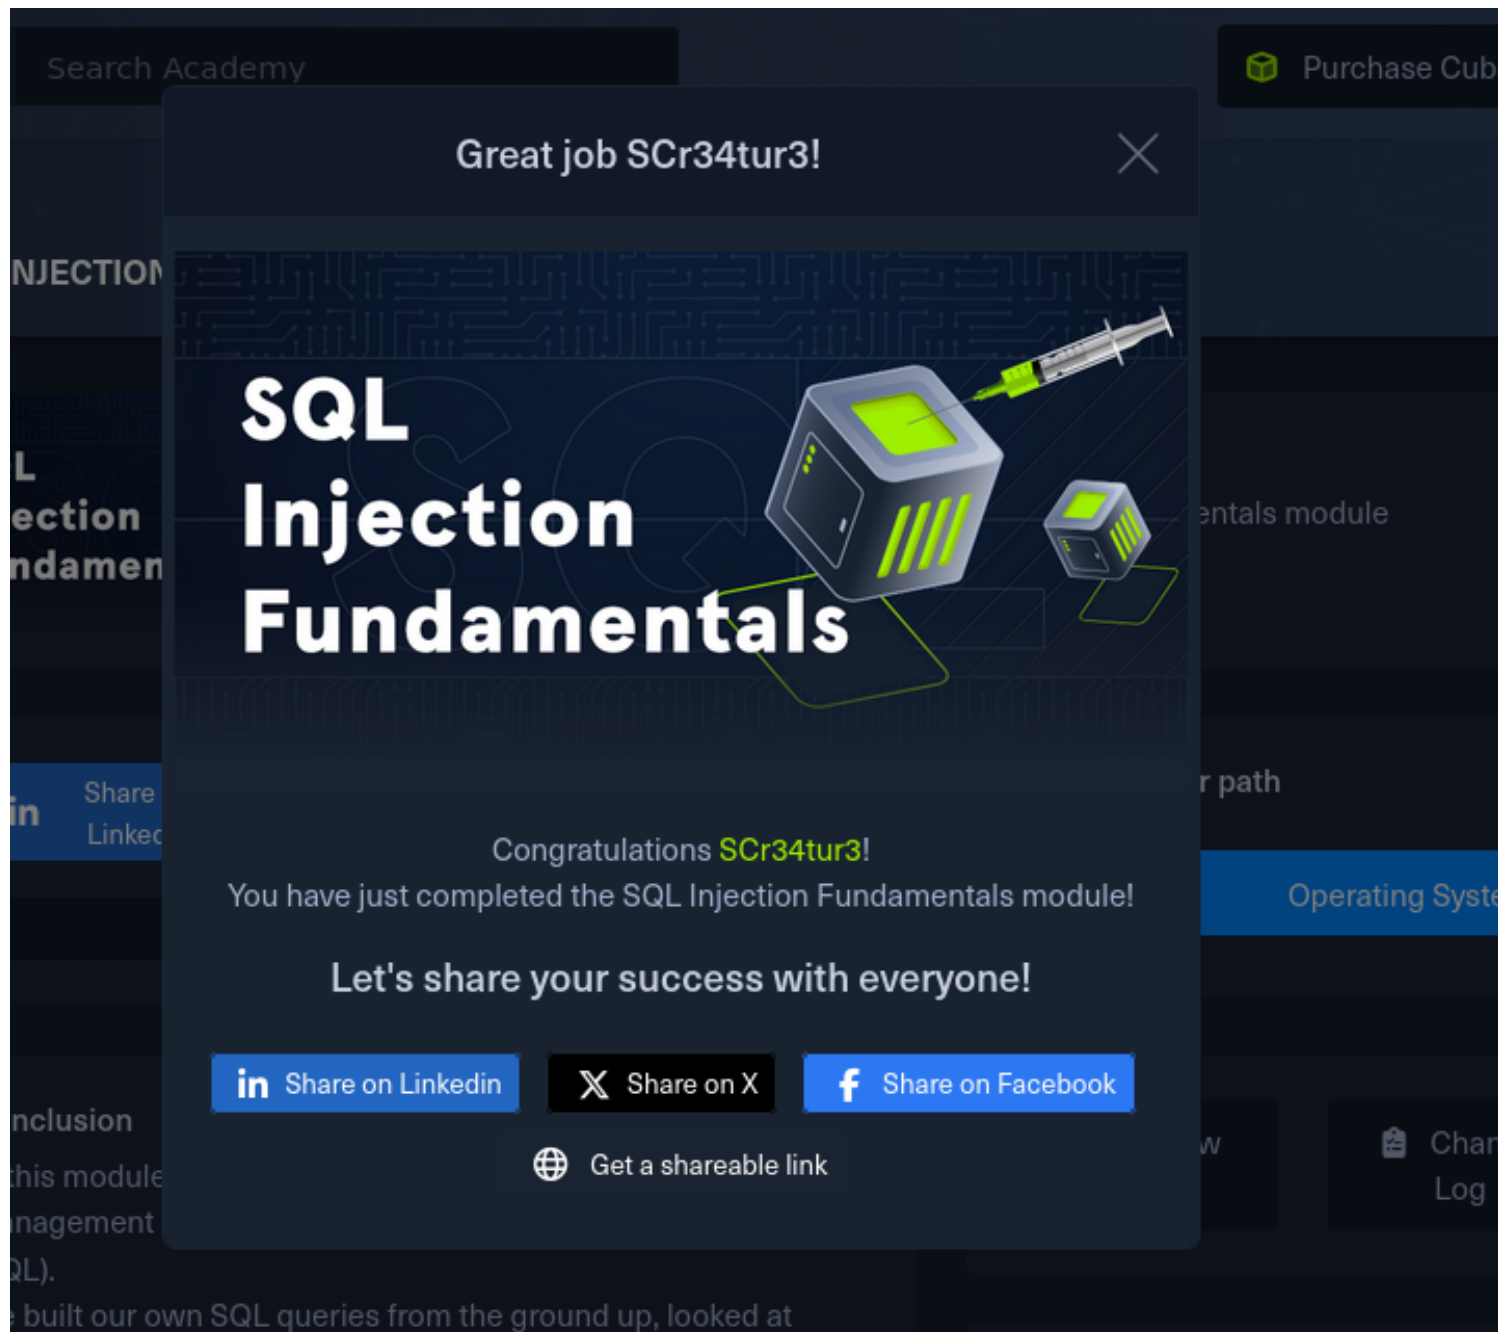 Search Academy
Purchase Cub
Great job SCr34tur3!
NJECTION
SQL
Injection
Fundamentals
L
ection
ndamen
entals module
r path
Share
Linked
in
Operating Syste
Congratulations SCr34tur3!
You have just completed the SQL Injection Fundamentals module!
Let's share your success with everyone!
in Share on Linkedin
X Share on X
f Share on Facebook
Get a shareable link
w
Chan
Log
nclusion
this module
nagement
QL).
built our own SQL queries from the ground up, looked at